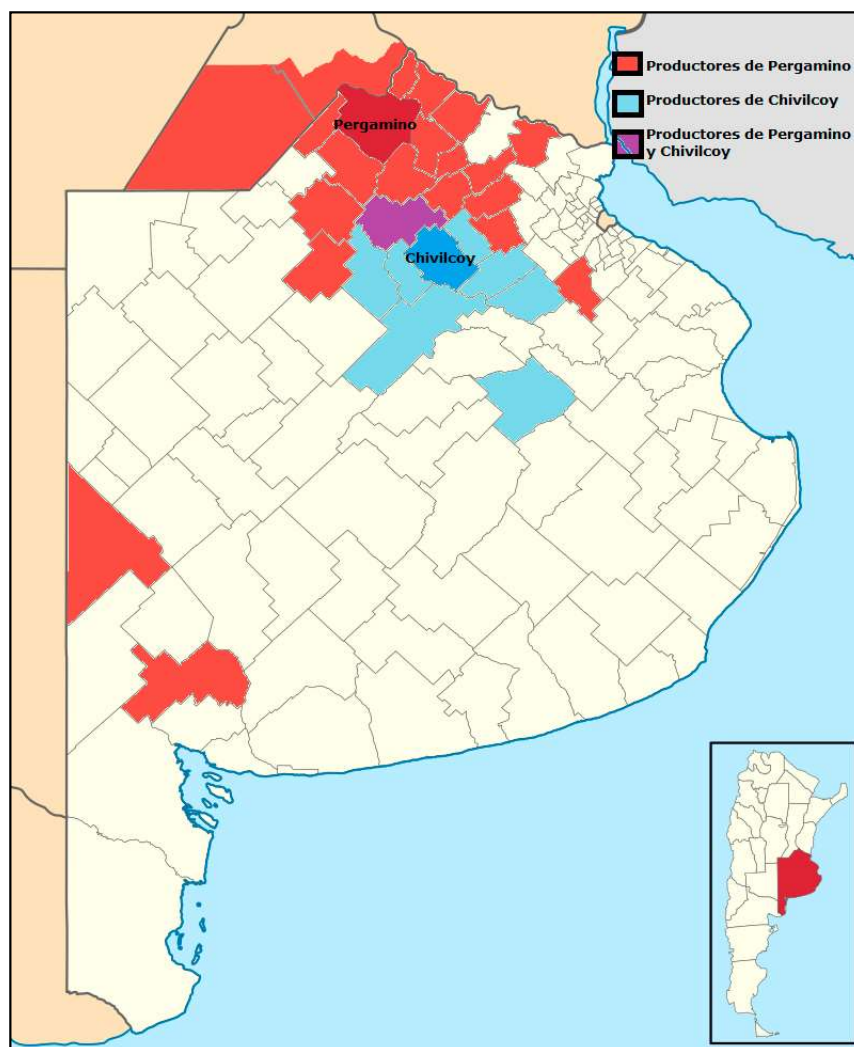 Productores de Pergamino
Productores de Chivilcoy
Productores de Pergamino
y Chivilcoy
Pergamino
Chivilcoy